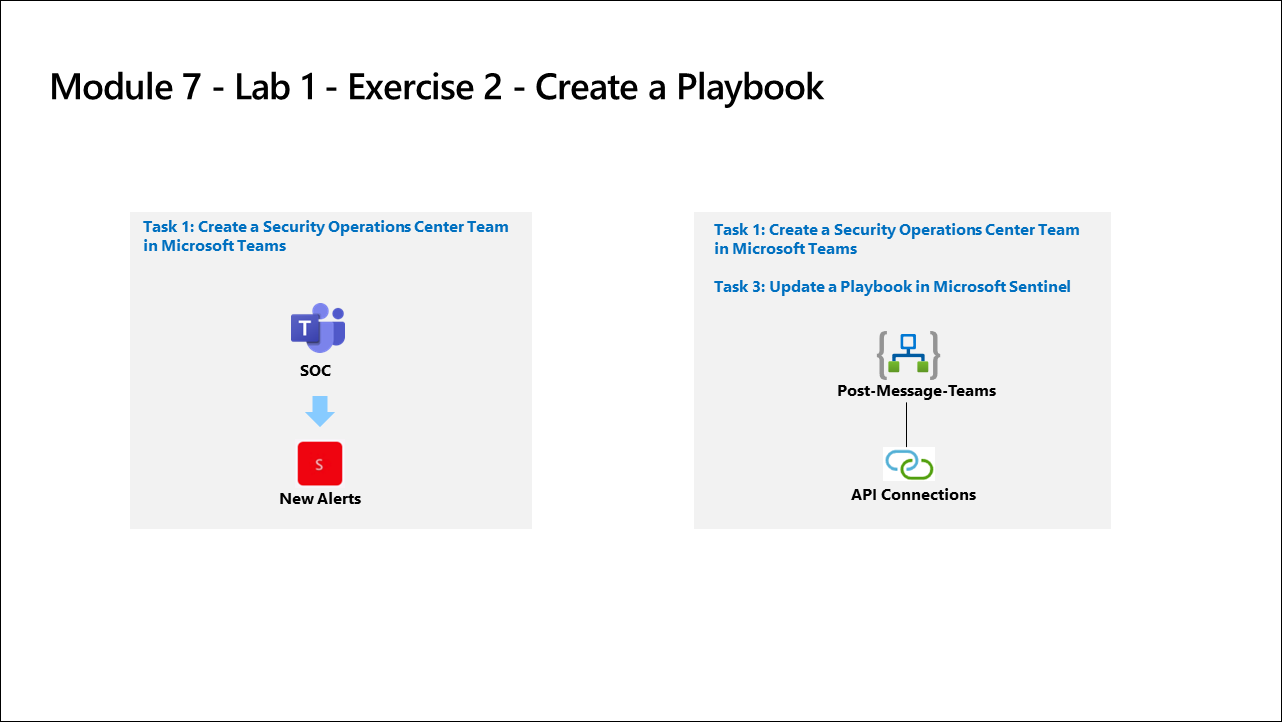 Module 7 - Lab 1 - Exercise 2 - Create a Playbook
Task 1: Create a Security Operations Center Team
in Microsoft Teams
T
SOC
S
New Alerts
Task 1: Create a Security Operations Center Team
in Microsoft Teams
Task 3: Update a Playbook in Microsoft Sentinel
Post-Message-Teams
API Connections